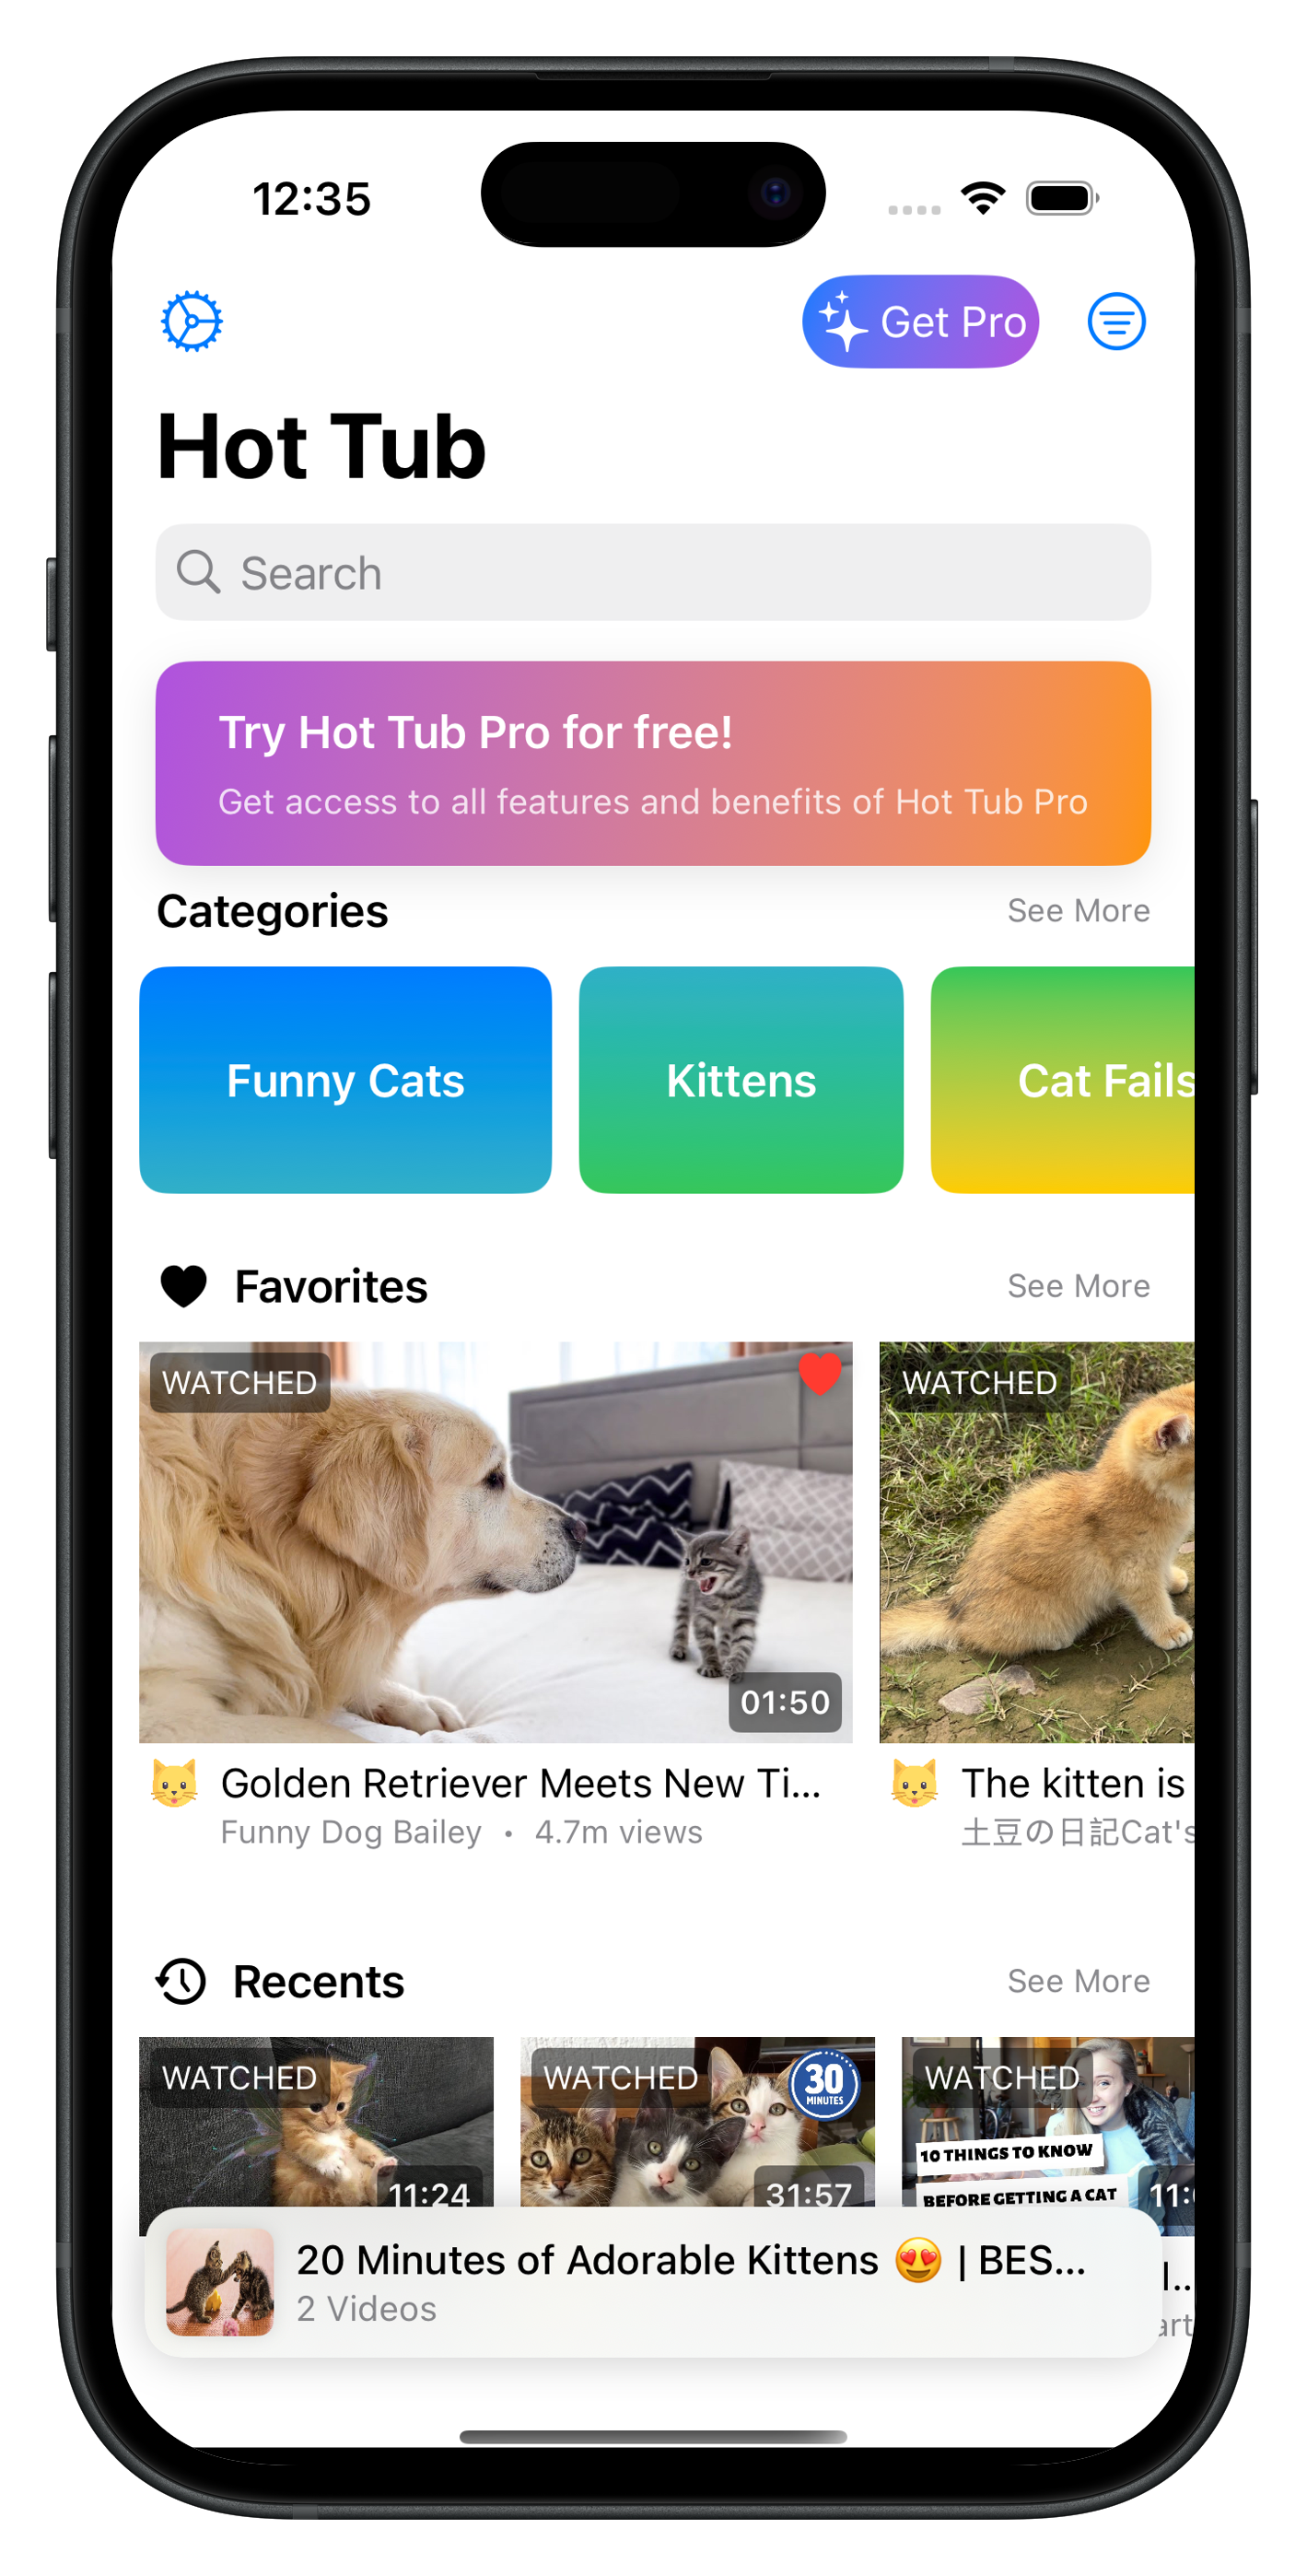 12:35
Get Pro
Hot Tub
Search
Try Hot Tub Pro for free!
Get access to all features and benefits of Hot Tub Pro
Categories
See More
Funny Cats
Kittens
Cat Fails
Favorites
See More
WATCHED
WATCHED
01:50
Golden Retriever Meets New Ti...
The kitten is
Funny Dog Bailey • 4.7m views
土豆の日記Cat's
Recents
See More
WATCHED
WATCHED
30
MINUTES
WATCHED
10 THINGS TO KNOW
BEFORE GETTING A CAT
11:24
31:57
20 Minutes of Adorable Kittens 😍 | BES...
2 Videos